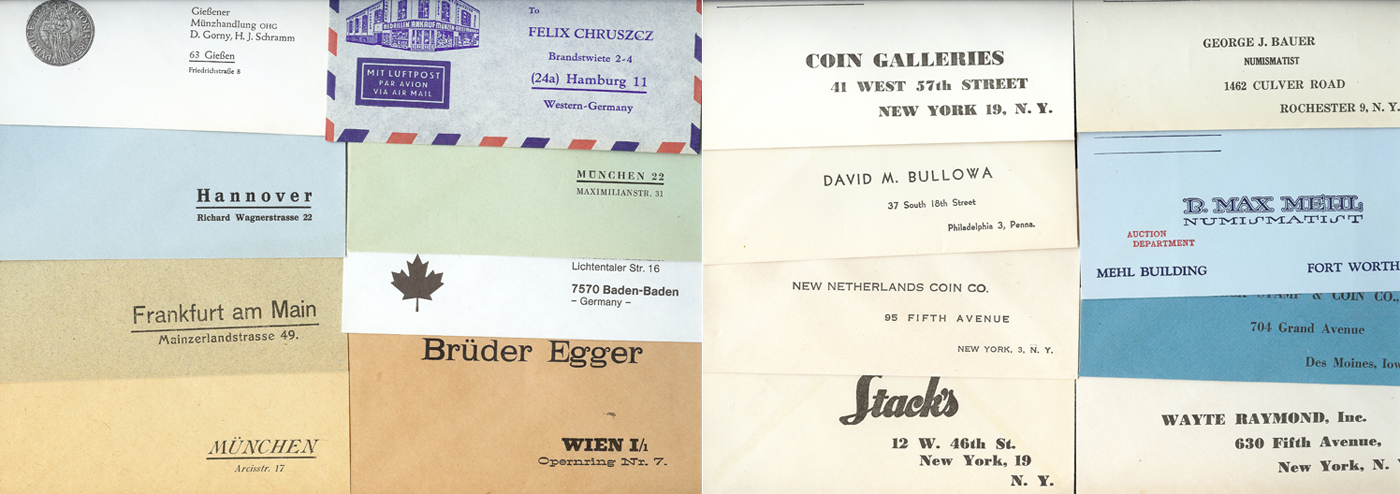 Gießener
Münzhandlung OHG
D. Gorny, H. J. Schramm
63 Gießen
Friedrichstraße 8
Hannover
Richard Wagnerstrasse 22
Frankfurt am Main
Mainzerlandstrasse 49.
MÜNCHEN
Arcisstr. 17
MEDAILLEN ANKAUF MÜNZEN
MIT LUFTPOST
PAR AVION
VIA AIR MAIL
To
FELIX CHRUSZCZ
Brandstwiete 2-4
(24a) Hamburg 11
Western-Germany
MÜNCHEN 22
MAXIMILIANSTR. 31
Lichtentaler Str. 16
7570 Baden-Baden
– Germany –
Brüder Egger
WIEN I/1
Opernring Nr. 7.
COIN GALLERIES
41 WEST 57th STREET
NEW YORK 19, N. Y.
DAVID M. BULLOWA
37 South 18th Street
Philadelphia 3, Penna.
NEW NETHERLANDS COIN CO.
95 FIFTH AVENUE
NEW YORK, 3, N. Y.
Stack's
12 W. 46th St.
New York, 19
N. Y.
GEORGE J. BAUER
NUMISMATIST
1462 CULVER ROAD
ROCHESTER 9, N. Y.
B. MAX MEHL
NUMISMATIST
AUCTION
DEPARTMENT
MEHL BUILDING
FORT WORTH
STAMP & COIN CO.,
704 Grand Avenue
Des Moines, Iow
WAYTE RAYMOND, Inc.
630 Fifth Avenue,
New York, N.